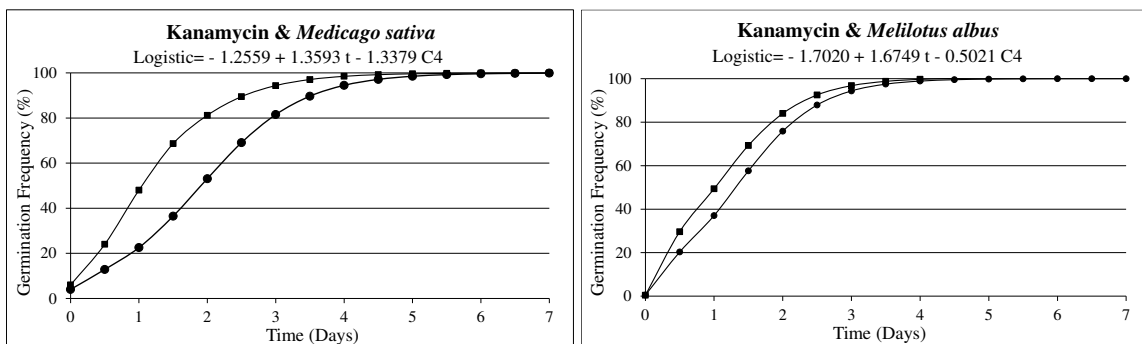 Kanamycin & Medicago sativa
Logistic= - 1.2559 + 1.3593 t - 1.3379 C4
Germination Frequency (%)
100
80
60
40
20
0
0 1 2 3 4 5 6 7
Time (Days)
Kanamycin & Melilotus albus
Logistic= - 1.7020 + 1.6749 t - 0.5021 C4
Germination Frequency (%)
100
80
60
40
20
0
0 1 2 3 4 5 6 7
Time (Days)